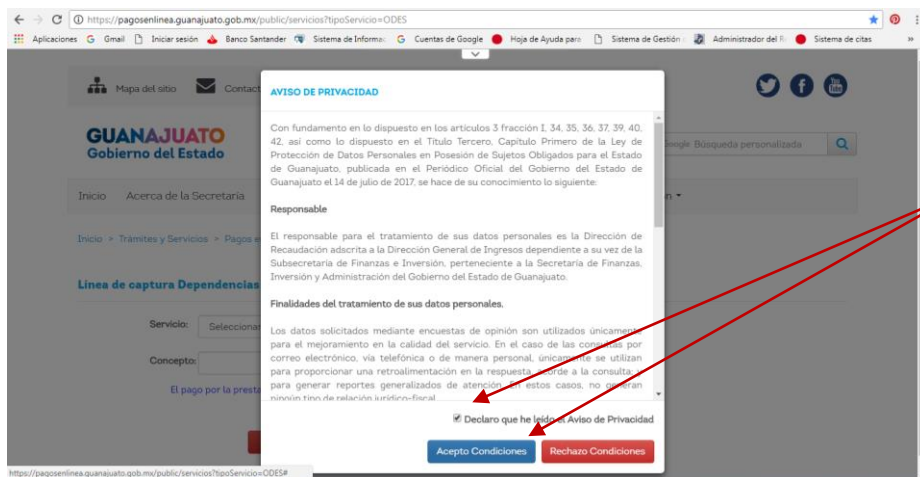 https://pagosenlinea.guanajuato.gob.mx/public/servicios?tipoServicio=ODES
Aplicaciones Gmail Iniciar sesión Banco Santander Sistema de Informac Cuentas de Google Hoja de Ayuda para Sistema de Gestión Administrador del Sistema de citas »
Mapa del sitio Contact
GUANAJUATO
Gobierno del Estado
Google Búsqueda personalizada
Inicio Acerca de la Secretaría
Inicio > Trámites y Servicios > Pagos e
Línea de captura Dependencias
Servicio: Seleccionar
Concepto:
El pago por la presta
AVISO DE PRIVACIDAD
Con fundamento en lo dispuesto en los artículos 3 fracción I, 34, 35, 36, 37, 39, 40,
42, así como lo dispuesto en el Título Tercero, Capítulo Primero de la Ley de
Protección de Datos Personales en Posesión de Sujetos Obligados para el Estado
de Guanajuato, publicada en el Periódico Oficial del Gobierno del Estado de
Guanajuato el 14 de julio de 2017, se hace de su conocimiento lo siguiente:
Responsable
El responsable para el tratamiento de sus datos personales es la Dirección de
Recaudación adscrita a la Dirección General de Ingresos dependiente a su vez de la
Subsecretaría de Finanzas e Inversión, perteneciente a la Secretaría de Finanzas,
Inversión y Administración del Gobierno del Estado de Guanajuato.
Finalidades del tratamiento de sus datos personales.
Los datos solicitados mediante encuestas de opinión son utilizados únicamente
para el mejoramiento en la calidad del servicio. En el caso de las consultas por
correo electrónico, vía telefónica o de manera personal, únicamente se utilizan
para proporcionar una retroalimentación en la respuesta acorde a la consulta; y
para generar reportes generalizados de atención. En estos casos, no generan
ningún tipo de relación jurídico-fiscal
Declaro que he leído el Aviso de Privacidad
Acepto Condiciones Rechazo Condiciones
https://pagosenlinea.guanajuato.gob.mx/public/servicios?tipoServicio=ODES#